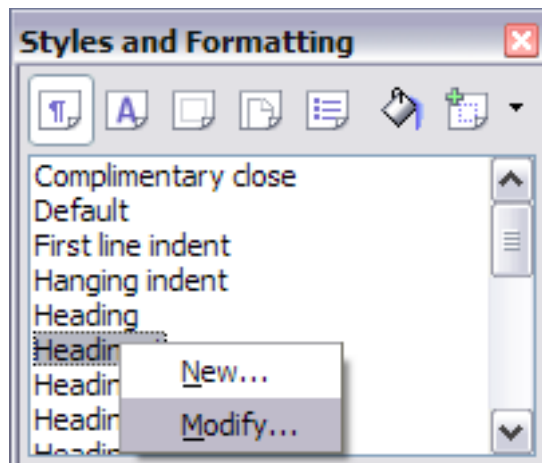 Styles and Formatting
Complimentary close
Default
First line indent
Hanging indent
Heading
New...
Modify...